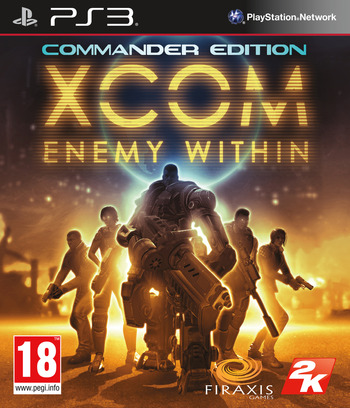 PS3
PlayStation®Network
COMMANDER EDITION
XCOM
ENEMY WITHIN
18
www.pegi.info
FIRAXIS
GAMES
2K